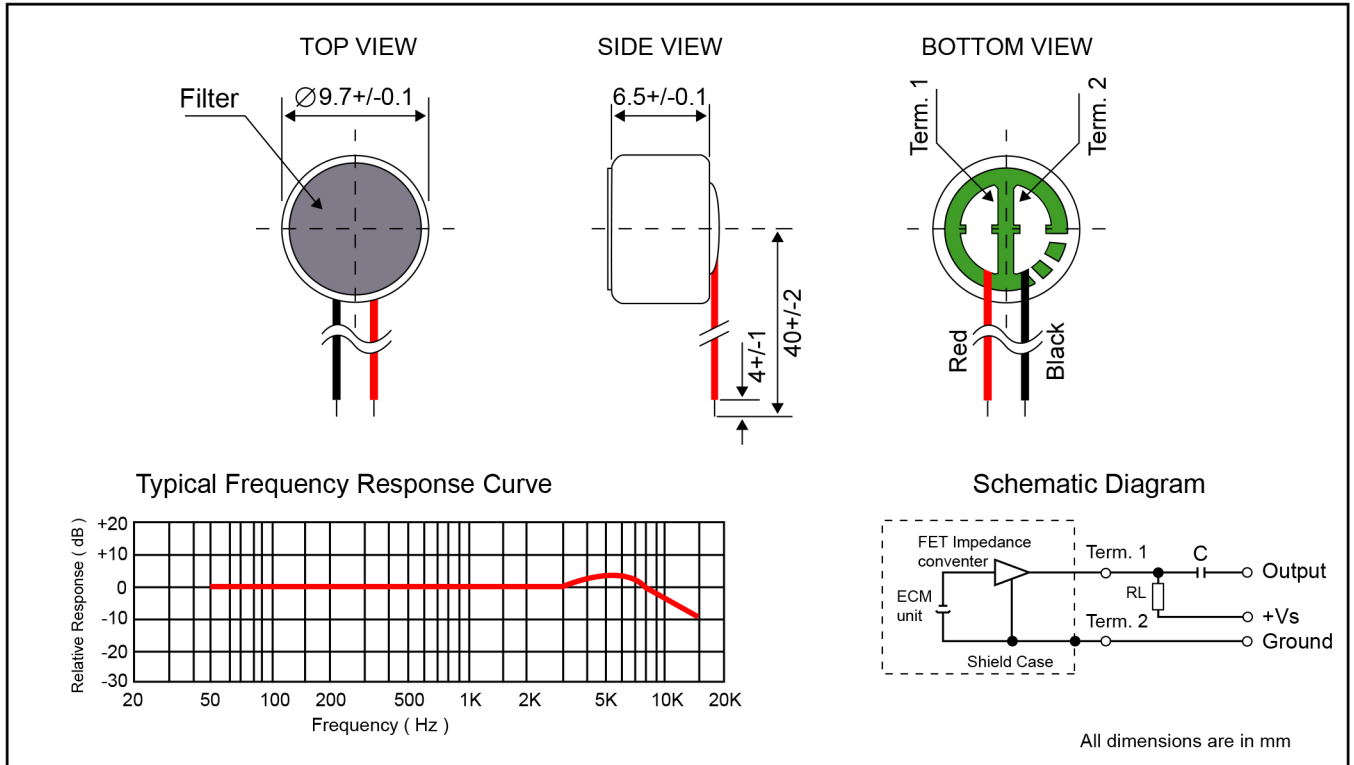 TOP VIEW
SIDE VIEW
BOTTOM VIEW
Filter
∅9.7+/-0.1
6.5+/-0.1
Term. 1
Term. 2
4+/-1
40+/-2
Red
Black
Typical Frequency Response Curve
Relative Response ( dB )
+20
+10
0
-10
-20
-30
20
50
100
200
500
1K
2K
5K
10K
20K
Frequency ( Hz )
Schematic Diagram
FET Impedance
conventer
ECM
unit
Shield Case
Term. 1
Term. 2
C
RL
Output
+Vs
Ground
All dimensions are in mm